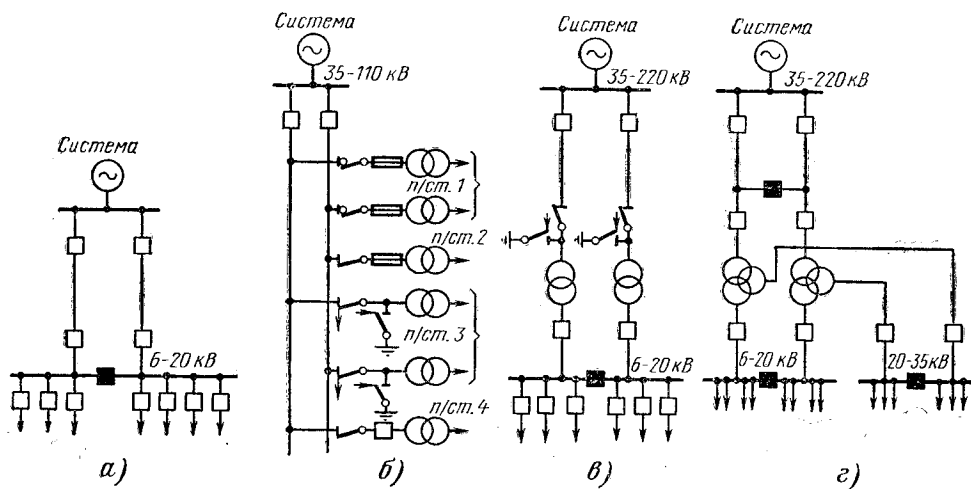 Система
6-20 кВ
а)
Система
35-110 кВ
п/ст. 1
п/ст. 2
п/ст. 3
п/ст. 4
б)
Система
35-220 кВ
6-20 кВ
в)
Система
35-220 кВ
6-20 кВ
20-35 кВ
г)